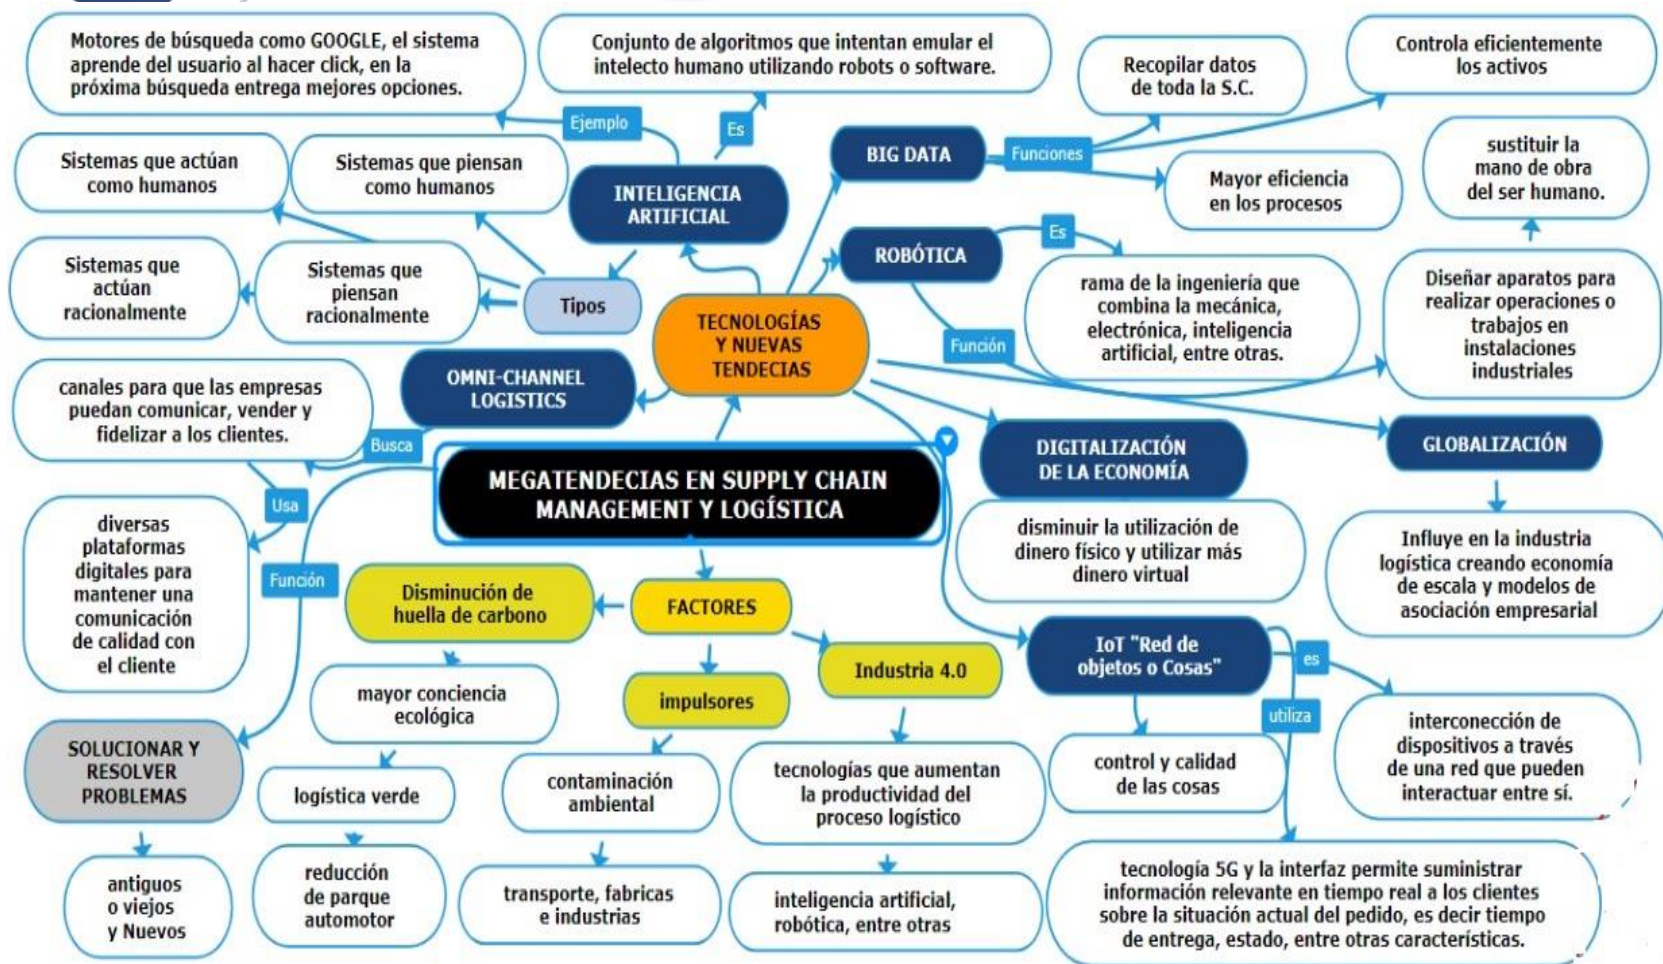 Motores de búsqueda como GOOGLE, el sistema
aprende del usuario al hacer click, en la
próxima búsqueda entrega mejores opciones.
Conjunto de algoritmos que intentan emular el
intelecto humano utilizando robots o software.
Recopilar datos
de toda la S.C.
Controla eficientemente
los activos
Ejemplo
Es
BIG DATA
Funciones
sustituir la
mano de obra
del ser humano.
Sistemas que actúan
como humanos
Sistemas que piensan
como humanos
INTELIGENCIA
ARTIFICIAL
Mayor eficiencia
en los procesos
ROBÓTICA
Es
Sistemas que
actúan
racionalmente
Sistemas que
piensan
racionalmente
Tipos
TECNOLOGÍAS
Y NUEVAS
TENDECIAS
rama de la ingeniería que
combina la mecánica,
electrónica, inteligencia
artificial, entre otras.
Función
Diseñar aparatos para
realizar operaciones o
trabajos en
instalaciones
industriales
OMNI-CHANNEL
LOGISTICS
canales para que las empresas
puedan comunicar, vender y
fidelizar a los clientes.
Busca
DIGITALIZACIÓN
DE LA ECONOMÍA
GLOBALIZACIÓN
MEGATENDECIAS EN SUPPLY CHAIN
MANAGEMENT Y LOGÍSTICA
Usa
diversas
plataformas
digitales para
mantener una
comunicación
de calidad con
el cliente
disminuir la utilización de
dinero físico y utilizar más
dinero virtual
Influye en la industria
logística creando economía
de escala y modelos de
asociación empresarial
Función
Disminución de
huella de carbono
FACTORES
IoT "Red de
objetos o Cosas"
es
Industria 4.0
impulsores
mayor conciencia
ecológica
utiliza
SOLUCIONAR Y
RESOLVER
PROBLEMAS
interconección de
dispositivos a través
de una red que pueden
interactuar entre sí.
logística verde
contaminación
ambiental
tecnologías que aumentan
la productividad del
proceso logístico
control y calidad
de las cosas
antiguos
o viejos
y Nuevos
reducción
de parque
automotor
transporte, fabricas
e industrias
inteligencia artificial,
robótica, entre otras
tecnología 5G y la interfaz permite suministrar
información relevante en tiempo real a los clientes
sobre la situación actual del pedido, es decir tiempo
de entrega, estado, entre otras características.